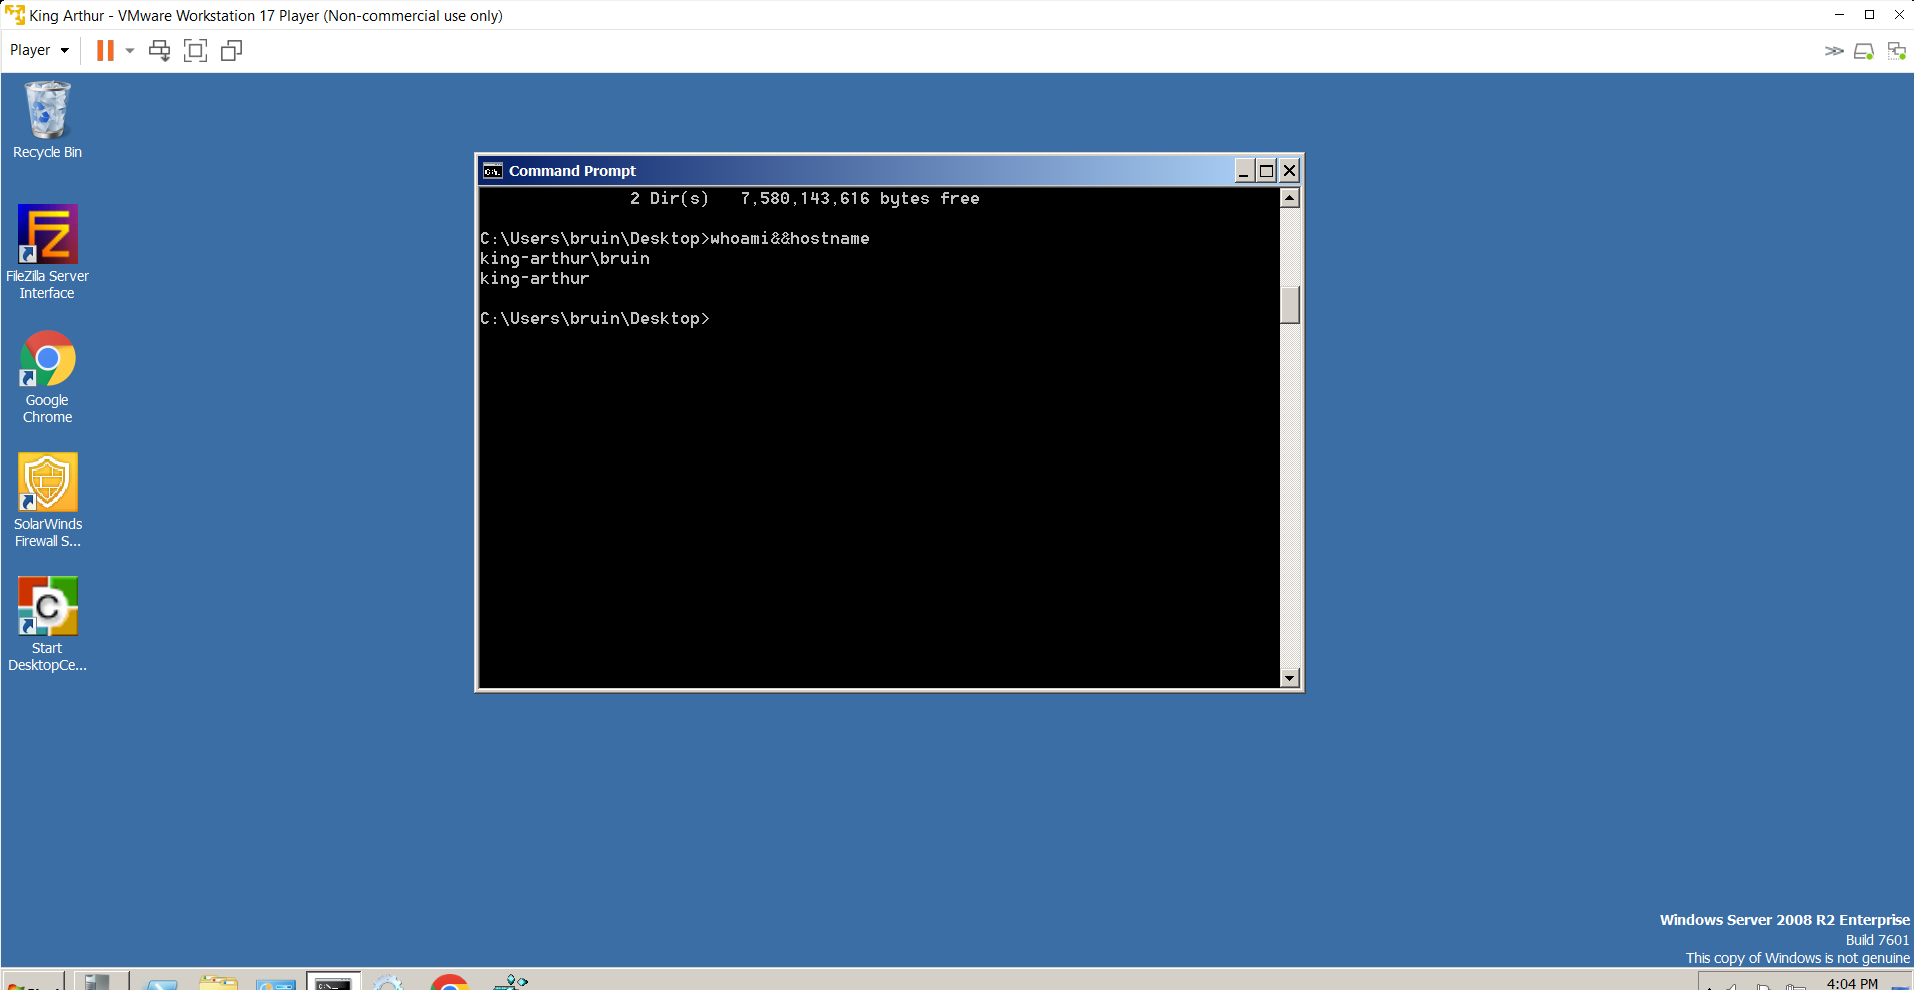 King Arthur - VMware Workstation 17 Player (Non-commercial use only)
Player
Recycle Bin
FileZilla Server
Interface
Google
Chrome
SolarWinds
Firewall S...
Start
DesktopCe...
Command Prompt
2 Dir(s)   7,580,143,616 bytes free
C:\Users\bruin\Desktop>whoami&&hostname
king-arthur\bruin
king-arthur
C:\Users\bruin\Desktop>
Windows Server 2008 R2 Enterprise
Build 7601
This copy of Windows is not genuine
4:04 PM